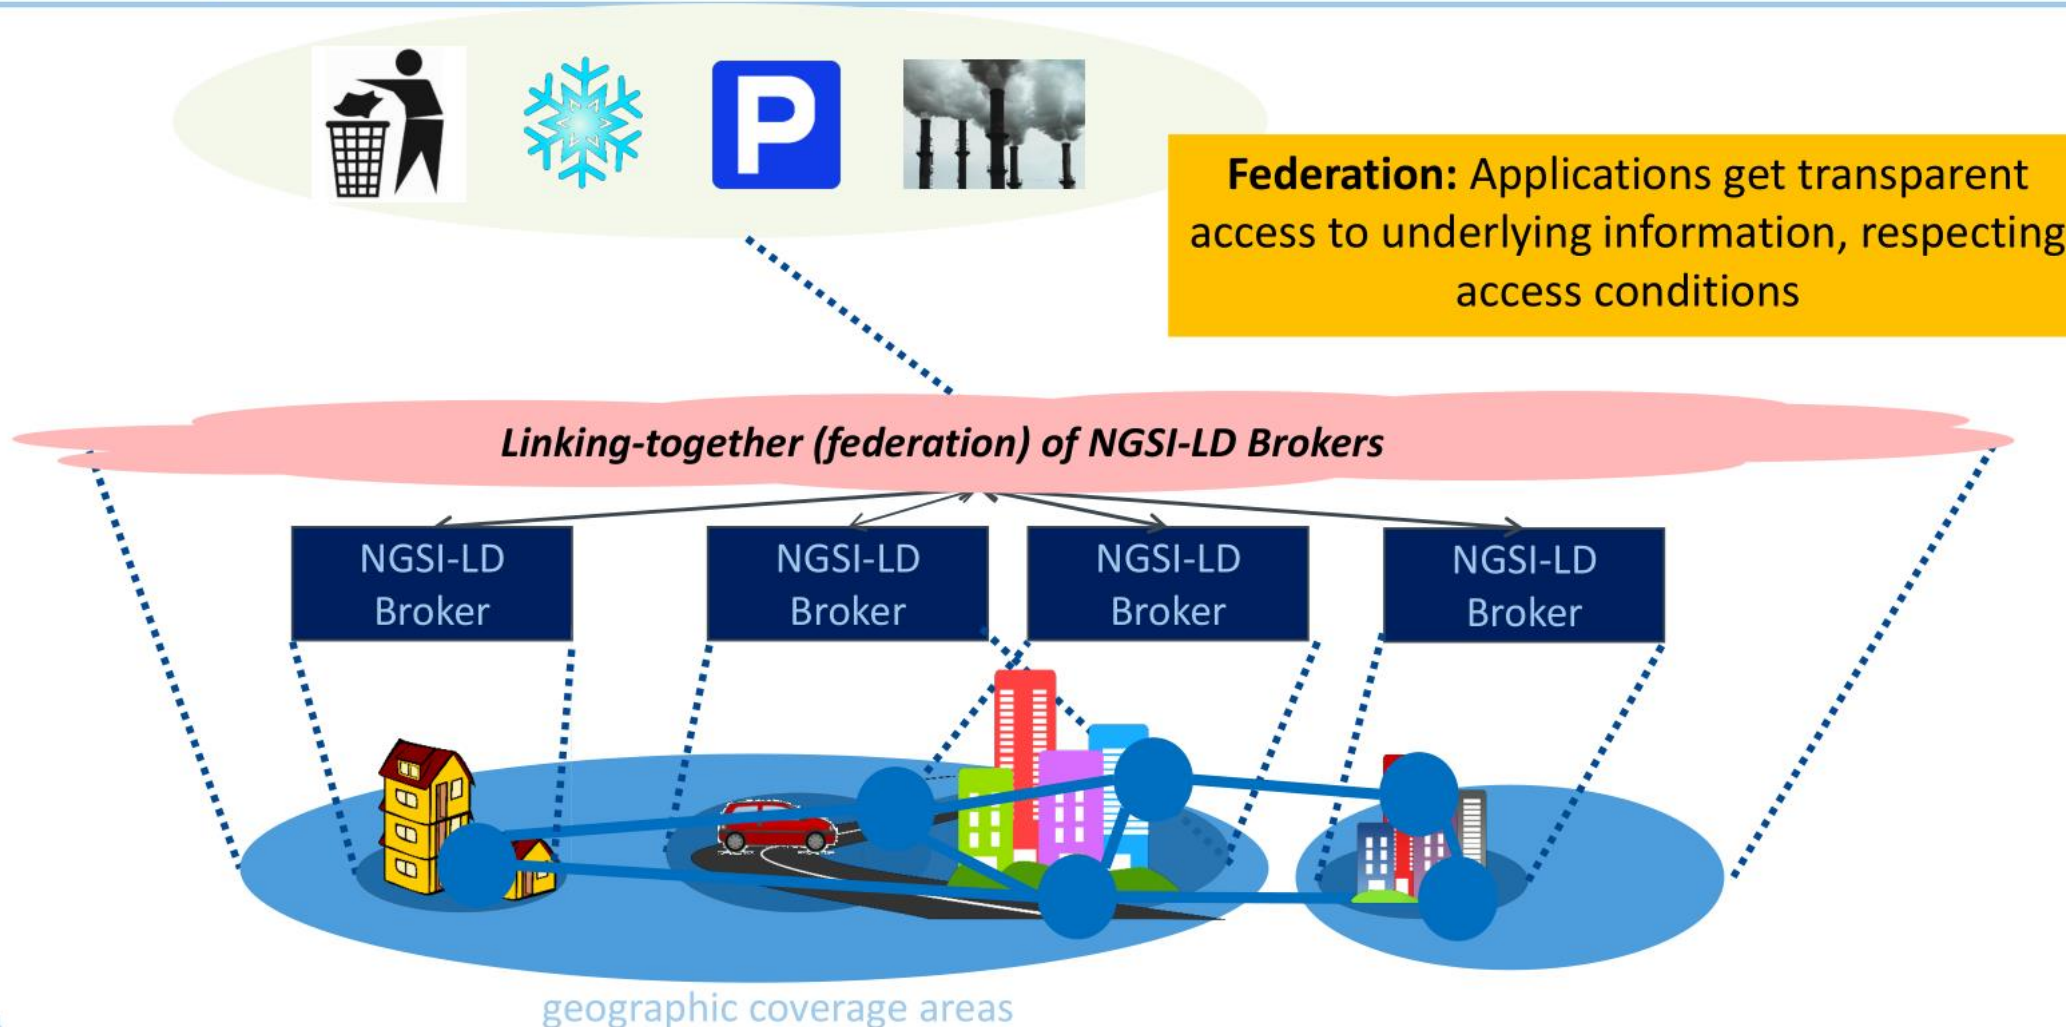 P
Federation: Applications get transparent
access to underlying information, respecting
access conditions
Linking-together (federation) of NGSI-LD Brokers
NGSI-LD
Broker
NGSI-LD
Broker
NGSI-LD
Broker
NGSI-LD
Broker
geographic coverage areas